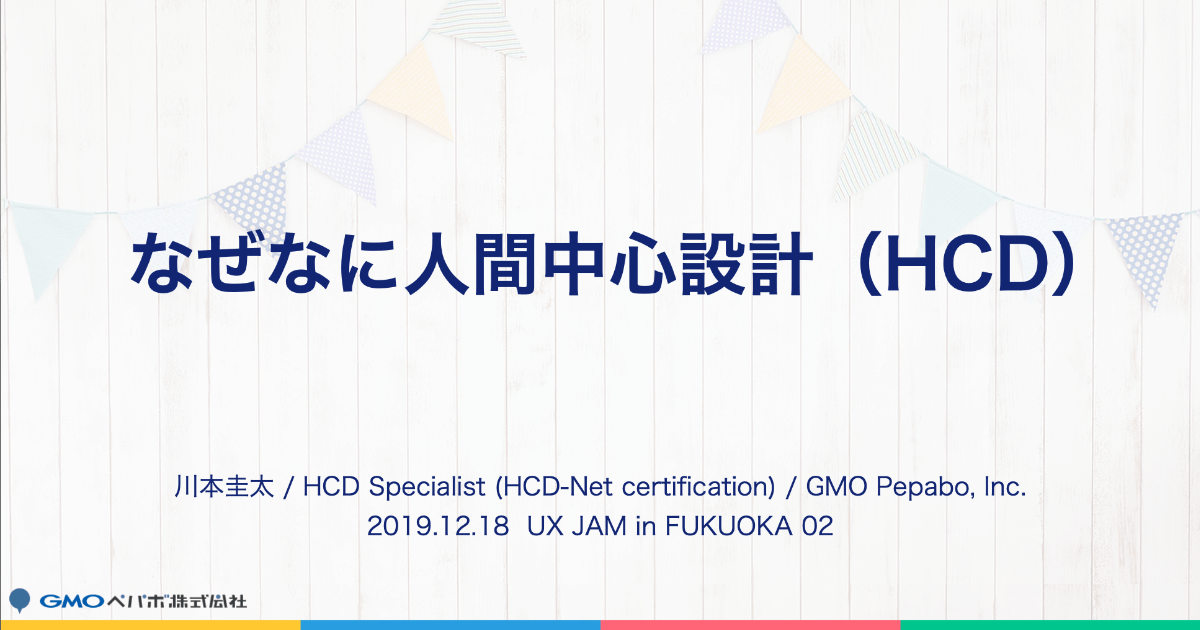 なぜなに人間中心設計（HCD）
川本圭太 / HCD Specialist (HCD-Net certification) / GMO Pepabo, Inc.
2019.12.18 UX JAM in FUKUOKA 02
GMOペパボ株式会社